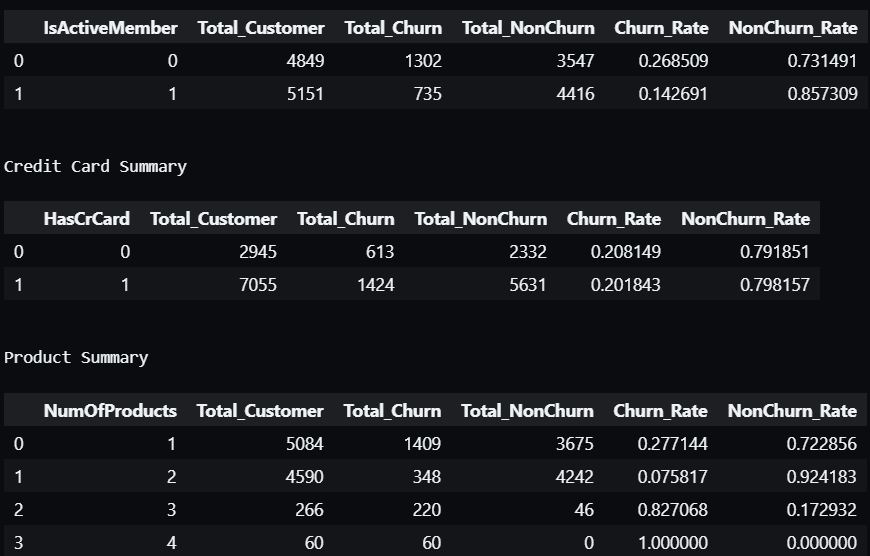 IsActiveMember Total_Customer Total_Churn Total_NonChurn Churn_Rate NonChurn_Rate
0 0 4849 1302 3547 0.268509 0.731491
1 1 5151 735 4416 0.142691 0.857309
Credit Card Summary
HasCrCard Total_Customer Total_Churn Total_NonChurn Churn_Rate NonChurn_Rate
0 0 2945 613 2332 0.208149 0.791851
1 1 7055 1424 5631 0.201843 0.798157
Product Summary
NumOfProducts Total_Customer Total_Churn Total_NonChurn Churn_Rate NonChurn_Rate
0 1 5084 1409 3675 0.277144 0.722856
1 2 4590 348 4242 0.075817 0.924183
2 3 266 220 46 0.827068 0.172932
3 4 60 60 0 1.000000 0.000000